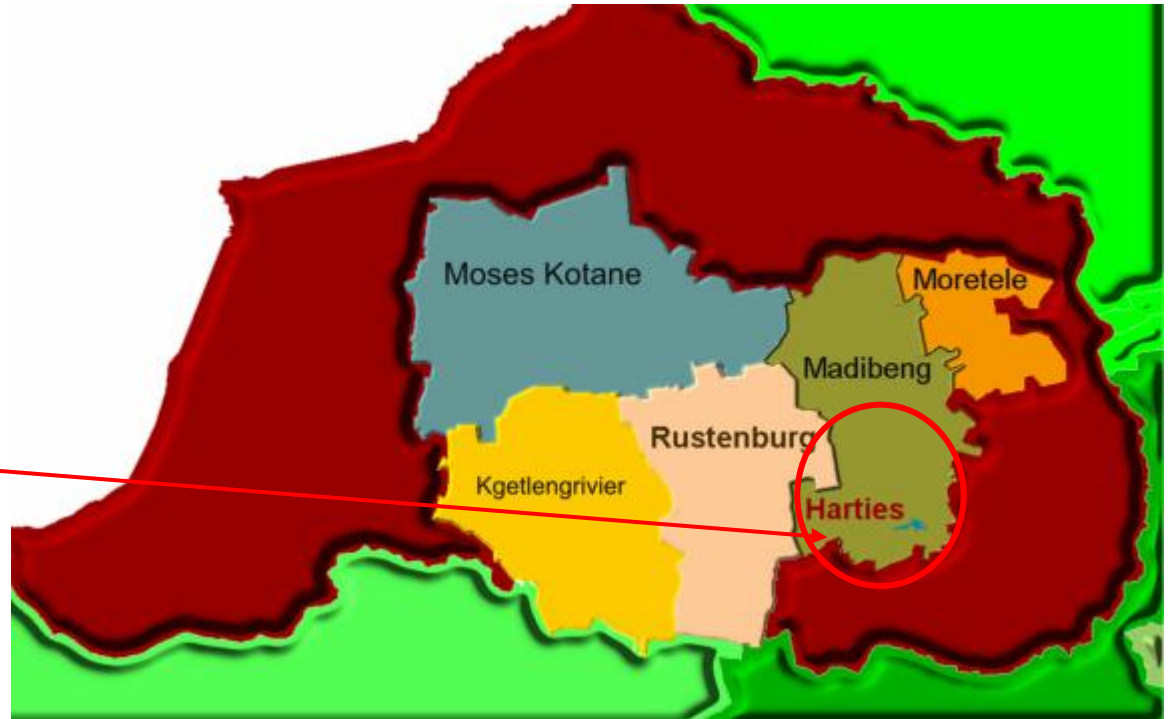 Moses Kotane
Moretele
Madibeng
Rustenburg
Kgetlengrivier
Harties